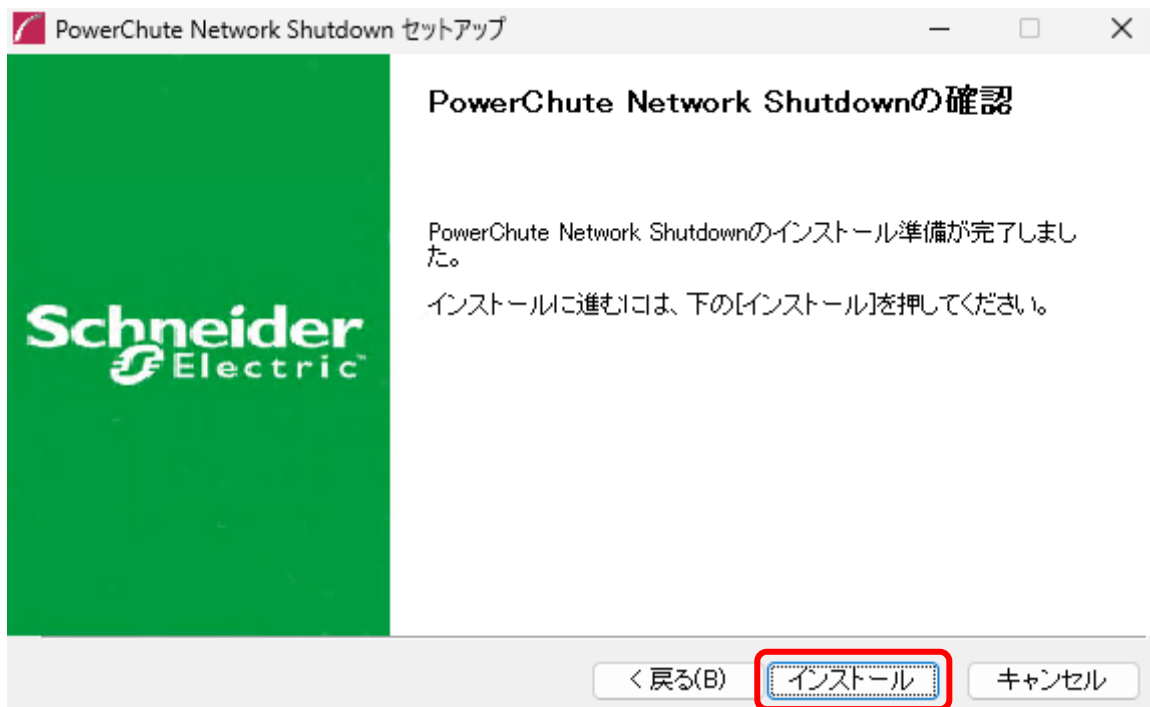 PowerChute Network Shutdown セットアップ
PowerChute Network Shutdownの確認
PowerChute Network Shutdownのインストール準備が完了しまし
た。
インストールに進むには、下の[インストール]を押してください。
Schneider
Electric™
< 戻る(B)
インストール
キャンセル